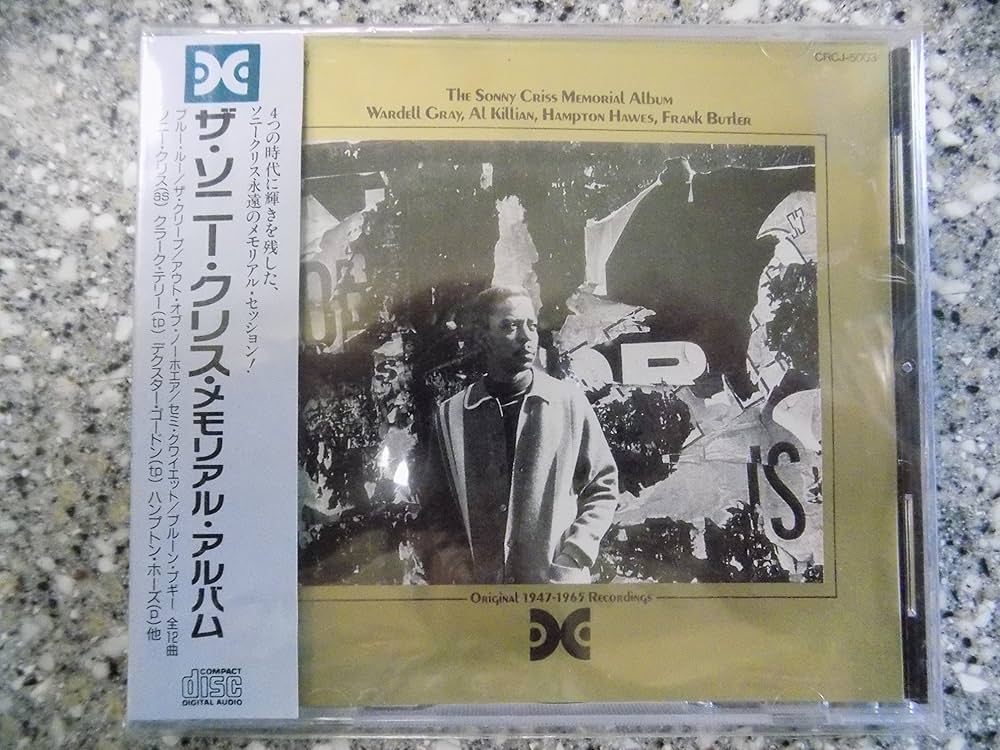 ザ・ソニー・クリス・メモリアル・アルバム
4つの時代に輝きを残した、
ソニークリス永遠のメモリアル・セッション!
ブルー・ルー/ザ・クリープ/アウト・オブ・ノーホエア/セミ・クワイエット/ブルーン・ブギー 全12曲
ソニー・クリス(as) クラーク・テリー(tp) デクスター・ゴードン(tp) ハンプトン・ホーズ(p)他
COMPACT
disc
DIGITAL AUDIO
CRCJ-5003
The Sonny Criss Memorial Album
Wardell Gray, Al Killian, Hampton Hawes, Frank Butler
OF
S
OP
IS
Original 1947-1965 Recordings